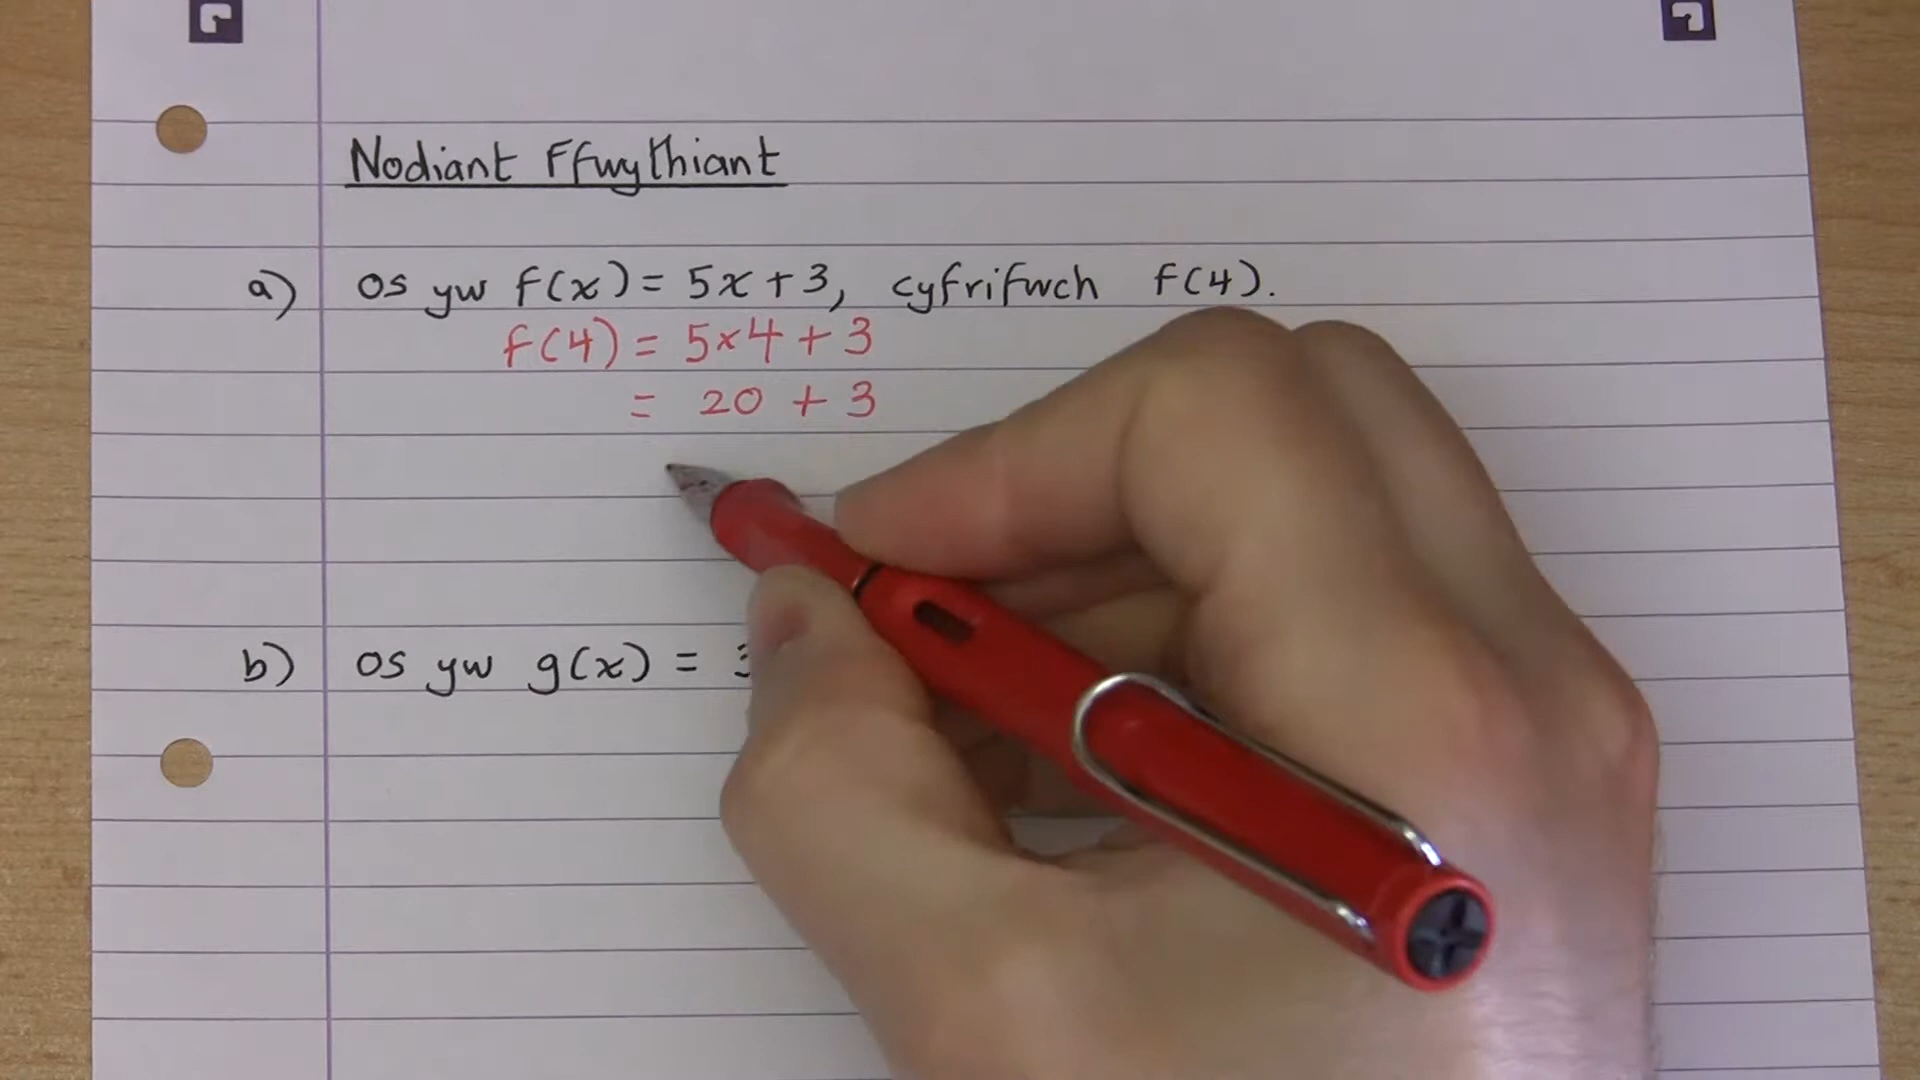 Nodiant Ffwythiant
a) Os yw f(x) = 5x + 3, cyfrifwch f(4).
f(4) = 5×4 + 3
= 20 + 3
b) Os yw g(x) =